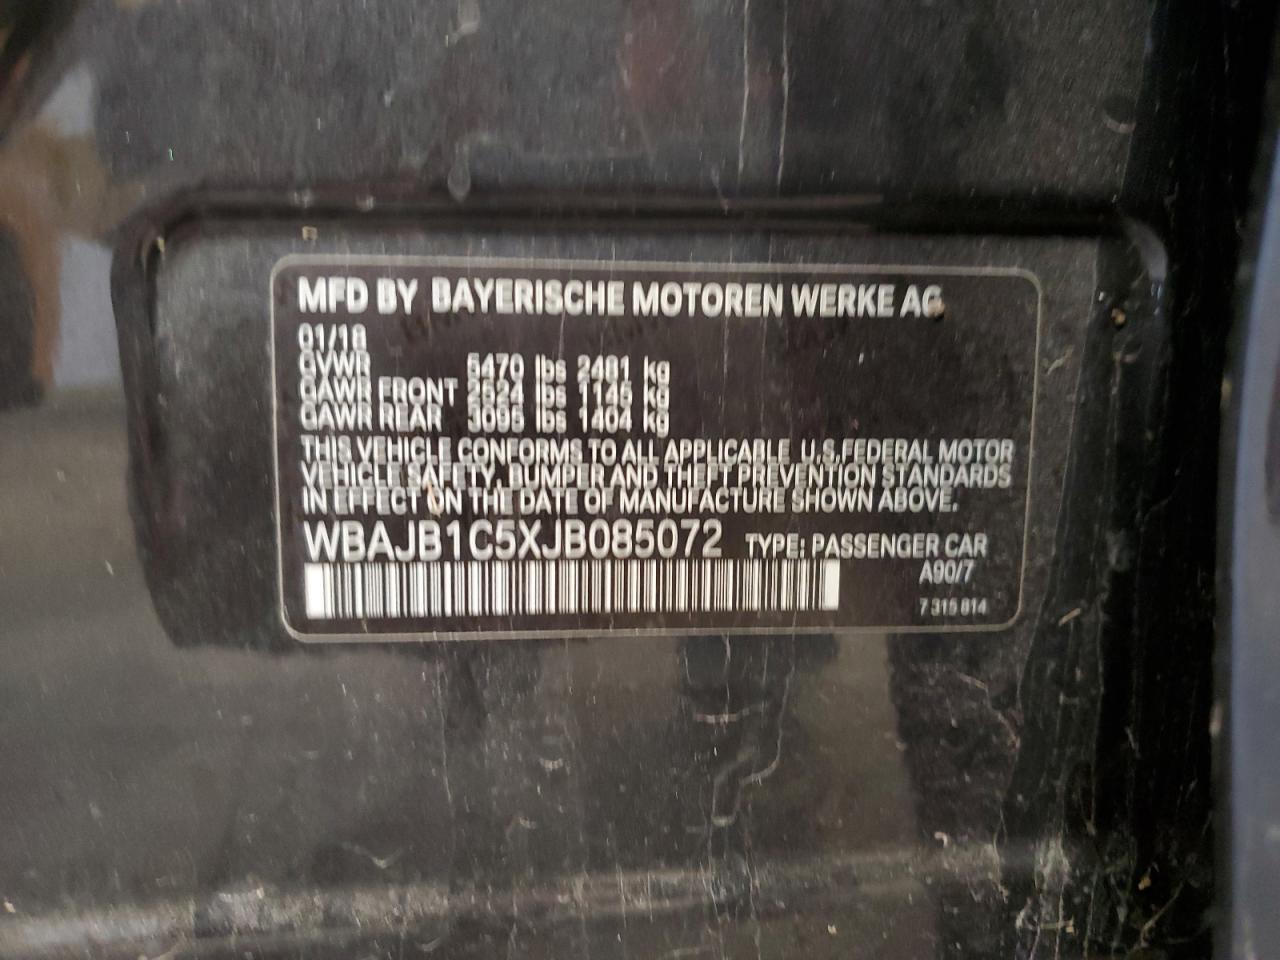 MFD BY BAYERISCHE MOTOREN WERKE AG
01/18
GVWR 5470 lbs 2481 kg
GAWR FRONT 2524 lbs 1145 kg
GAWR REAR 3095 lbs 1404 kg
THIS VEHICLE CONFORMS TO ALL APPLICABLE U.S.FEDERAL MOTOR
VEHICLE SAFETY, BUMPER AND THEFT PREVENTION STANDARDS
IN EFFECT ON THE DATE OF MANUFACTURE SHOWN ABOVE.
WBAJB1C5XJB085072 TYPE: PASSENGER CAR
A90/7
7 315 814